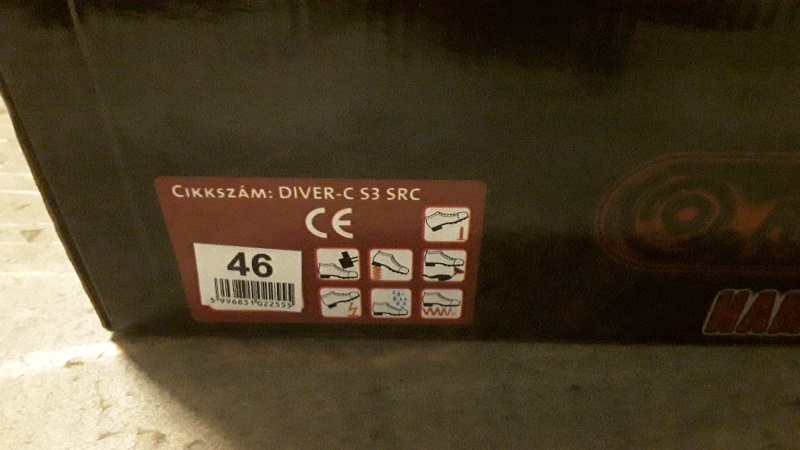 CIKKSZÁM: DIVER-C S3 SRC
CE
46
5 996831 022555